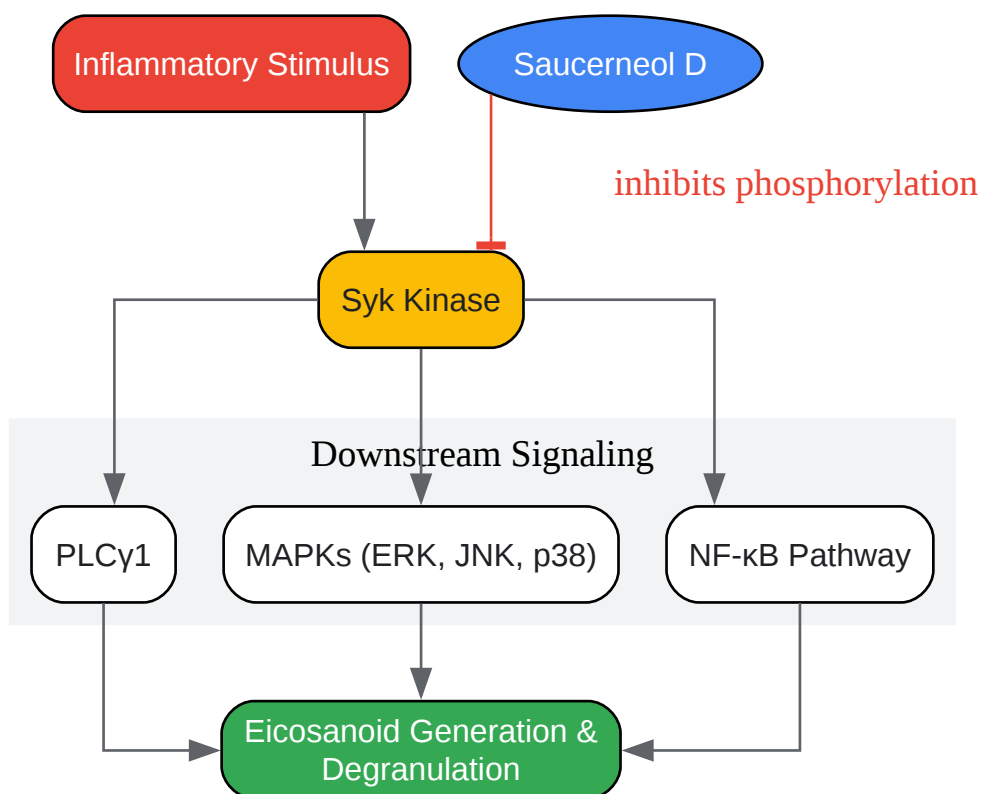 Inflammatory Stimulus
Saucerneol D
inhibits phosphorylation
Syk Kinase
Downstream Signaling
PLCγ1
MAPKs (ERK, JNK, p38)
NF-κB Pathway
Eicosanoid Generation &
Degranulation